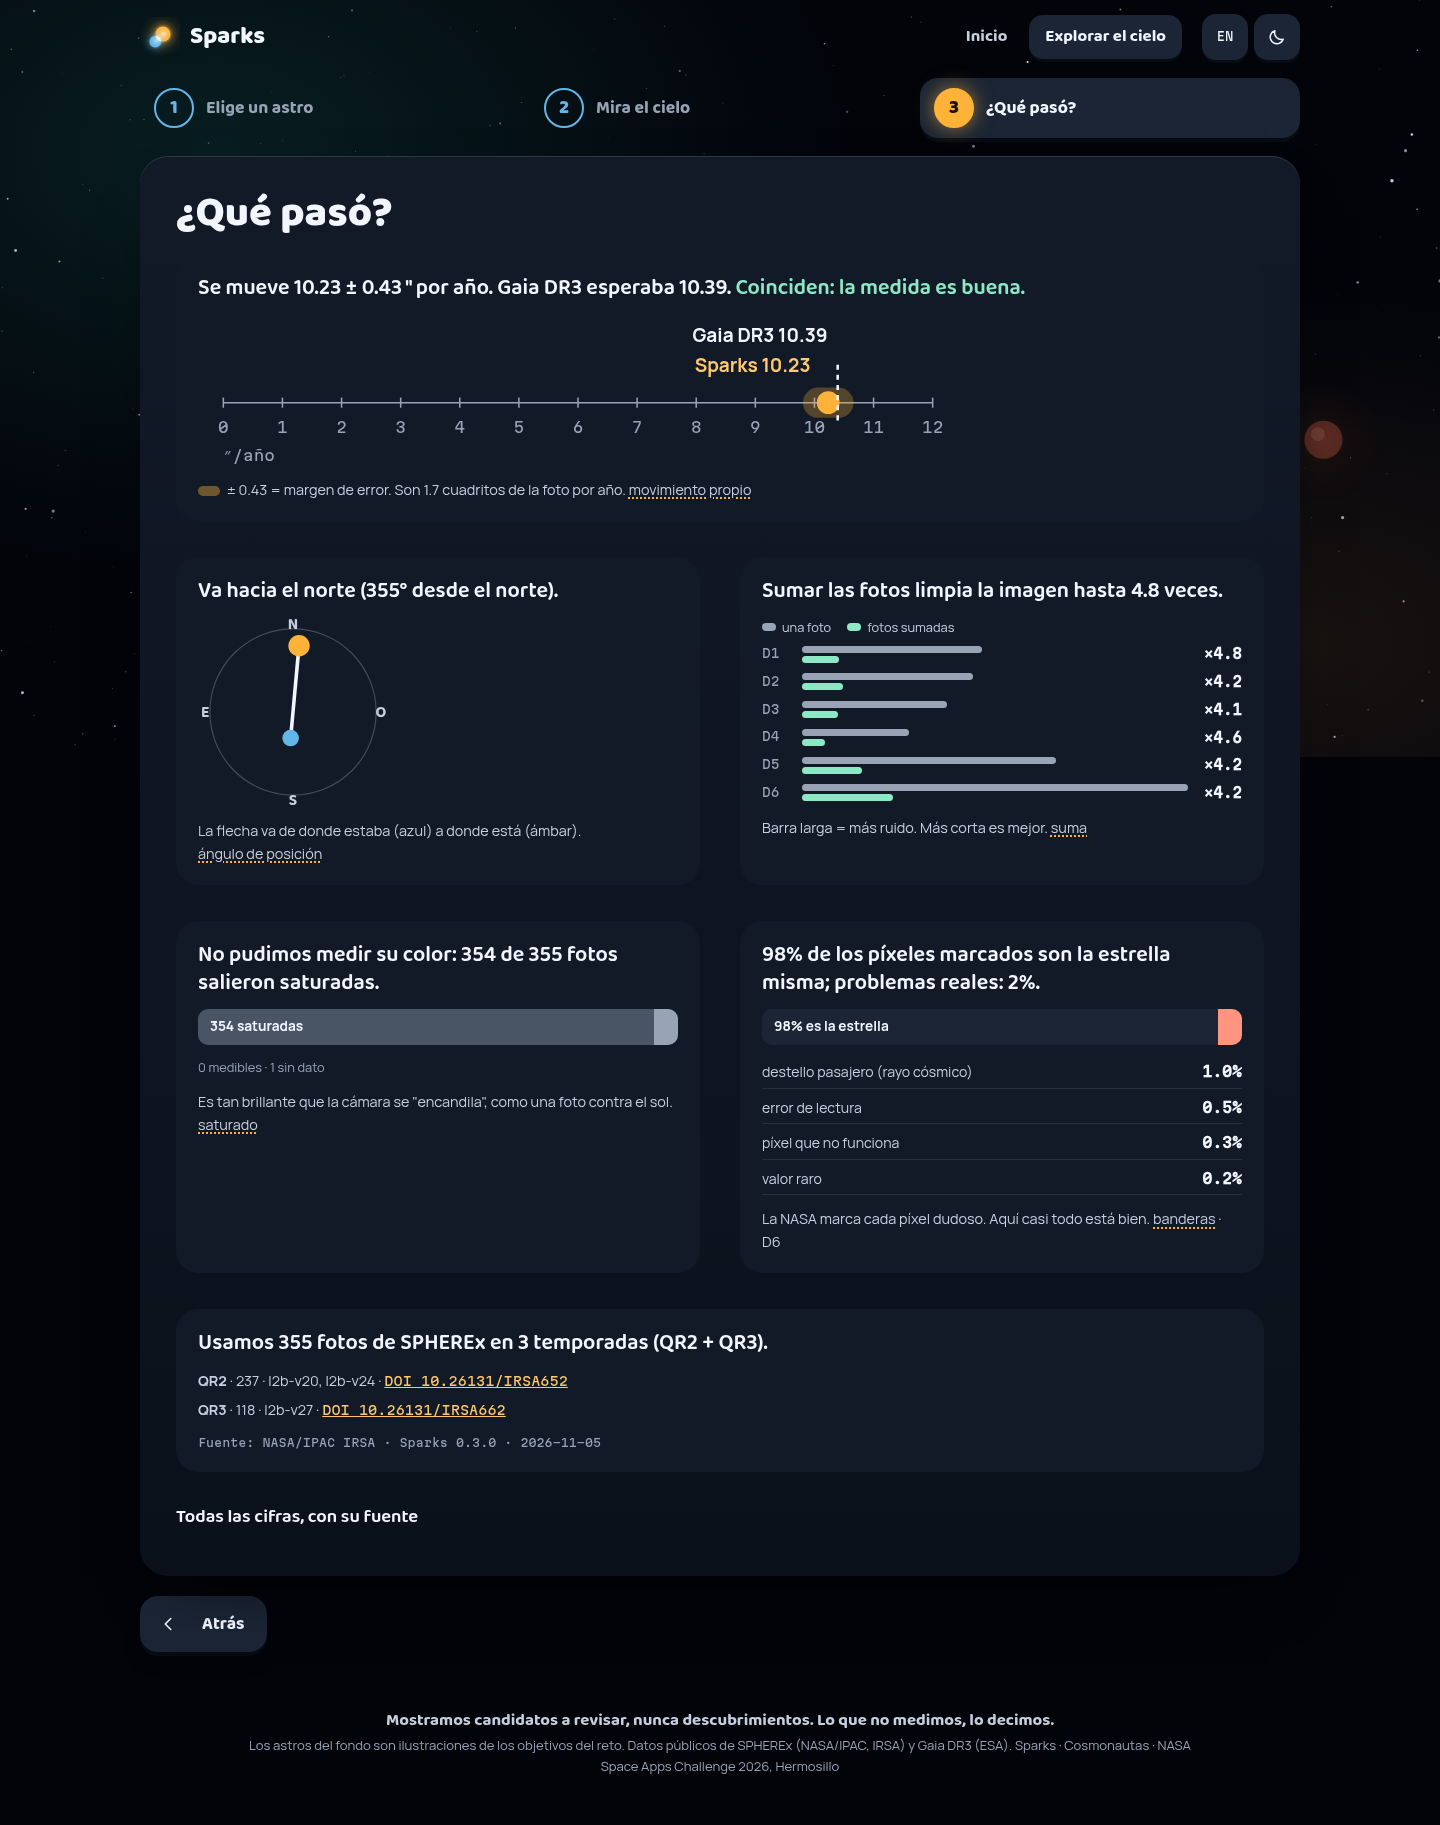 Sparks
Inicio
Explorar el cielo
EN
1 Elige un astro
2 Mira el cielo
3 ¿Qué pasó?
¿Qué pasó?
Se mueve 10.23 ± 0.43 " por año. Gaia DR3 esperaba 10.39. Coinciden: la medida es buena.
Gaia DR3 10.39
Sparks 10.23
0 1 2 3 4 5 6 7 8 9 10 11 12
″/año
± 0.43 = margen de error. Son 1.7 cuadritos de la foto por año. movimiento propio
Va hacia el norte (355° desde el norte).
N
E
O
S
La flecha va de donde estaba (azul) a donde está (ámbar).
ángulo de posición
Sumar las fotos limpia la imagen hasta 4.8 veces.
una foto
fotos sumadas
D1 ×4.8
D2 ×4.2
D3 ×4.1
D4 ×4.6
D5 ×4.2
D6 ×4.2
Barra larga = más ruido. Más corta es mejor. suma
No pudimos medir su color: 354 de 355 fotos
salieron saturadas.
354 saturadas
0 medibles · 1 sin dato
Es tan brillante que la cámara se "encandila", como una foto contra el sol.
saturado
98% de los píxeles marcados son la estrella
misma; problemas reales: 2%.
98% es la estrella
destello pasajero (rayo cósmico) 1.0%
error de lectura 0.5%
píxel que no funciona 0.3%
valor raro 0.2%
La NASA marca cada píxel dudoso. Aquí casi todo está bien. banderas ·
D6
Usamos 355 fotos de SPHEREx en 3 temporadas (QR2 + QR3).
QR2 · 237 · l2b-v20, l2b-v24 · DOI 10.26131/IRSA652
QR3 · 118 · l2b-v27 · DOI 10.26131/IRSA662
Fuente: NASA/IPAC IRSA · Sparks 0.3.0 · 2026-11-05
Todas las cifras, con su fuente
Atrás
Mostramos candidatos a revisar, nunca descubrimientos. Lo que no medimos, lo decimos.
Los astros del fondo son ilustraciones de los objetivos del reto. Datos públicos de SPHEREx (NASA/IPAC, IRSA) y Gaia DR3 (ESA). Sparks · Cosmonautas · NASA
Space Apps Challenge 2026, Hermosillo